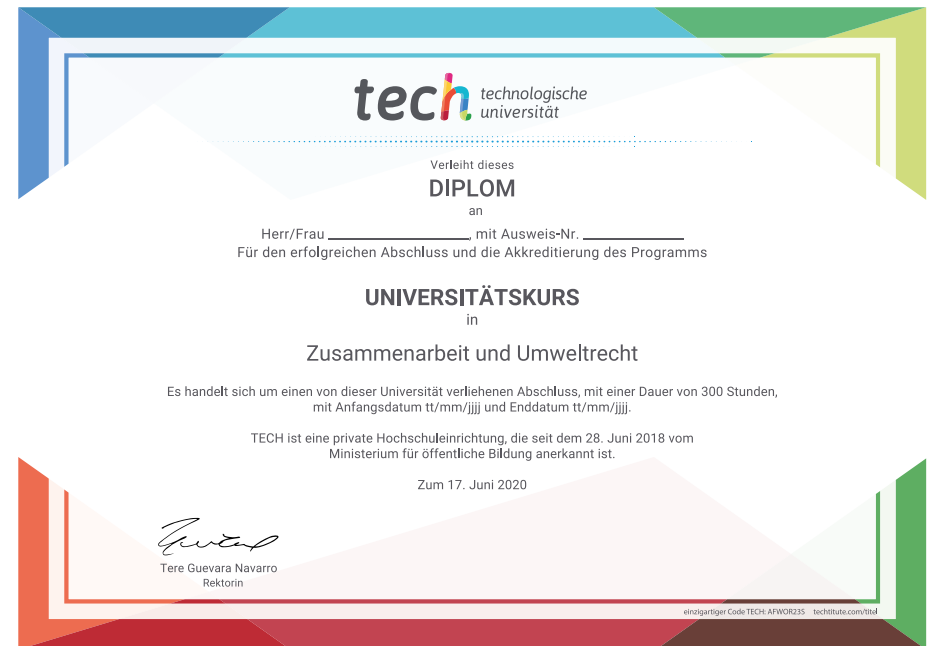 tech technologische
universität
Verleiht dieses
DIPLOM
an
Herr/Frau ____________, mit Ausweis-Nr. ____________
Für den erfolgreichen Abschluss und die Akkreditierung des Programms
UNIVERSITÄTSKURS
in
Zusammenarbeit und Umweltrecht
Es handelt sich um einen von dieser Universität verliehenen Abschluss, mit einer Dauer von 300 Stunden,
mit Anfangsdatum tt/mm/jjjj und Enddatum tt/mm/jjjj.
TECH ist eine private Hochschuleinrichtung, die seit dem 28. Juni 2018 vom
Ministerium für öffentliche Bildung anerkannt ist.
Zum 17. Juni 2020
Tere Guevara Navarro
Rektorin
einzigartiger Code TECH: AFWOR235 techtitute.com/titel